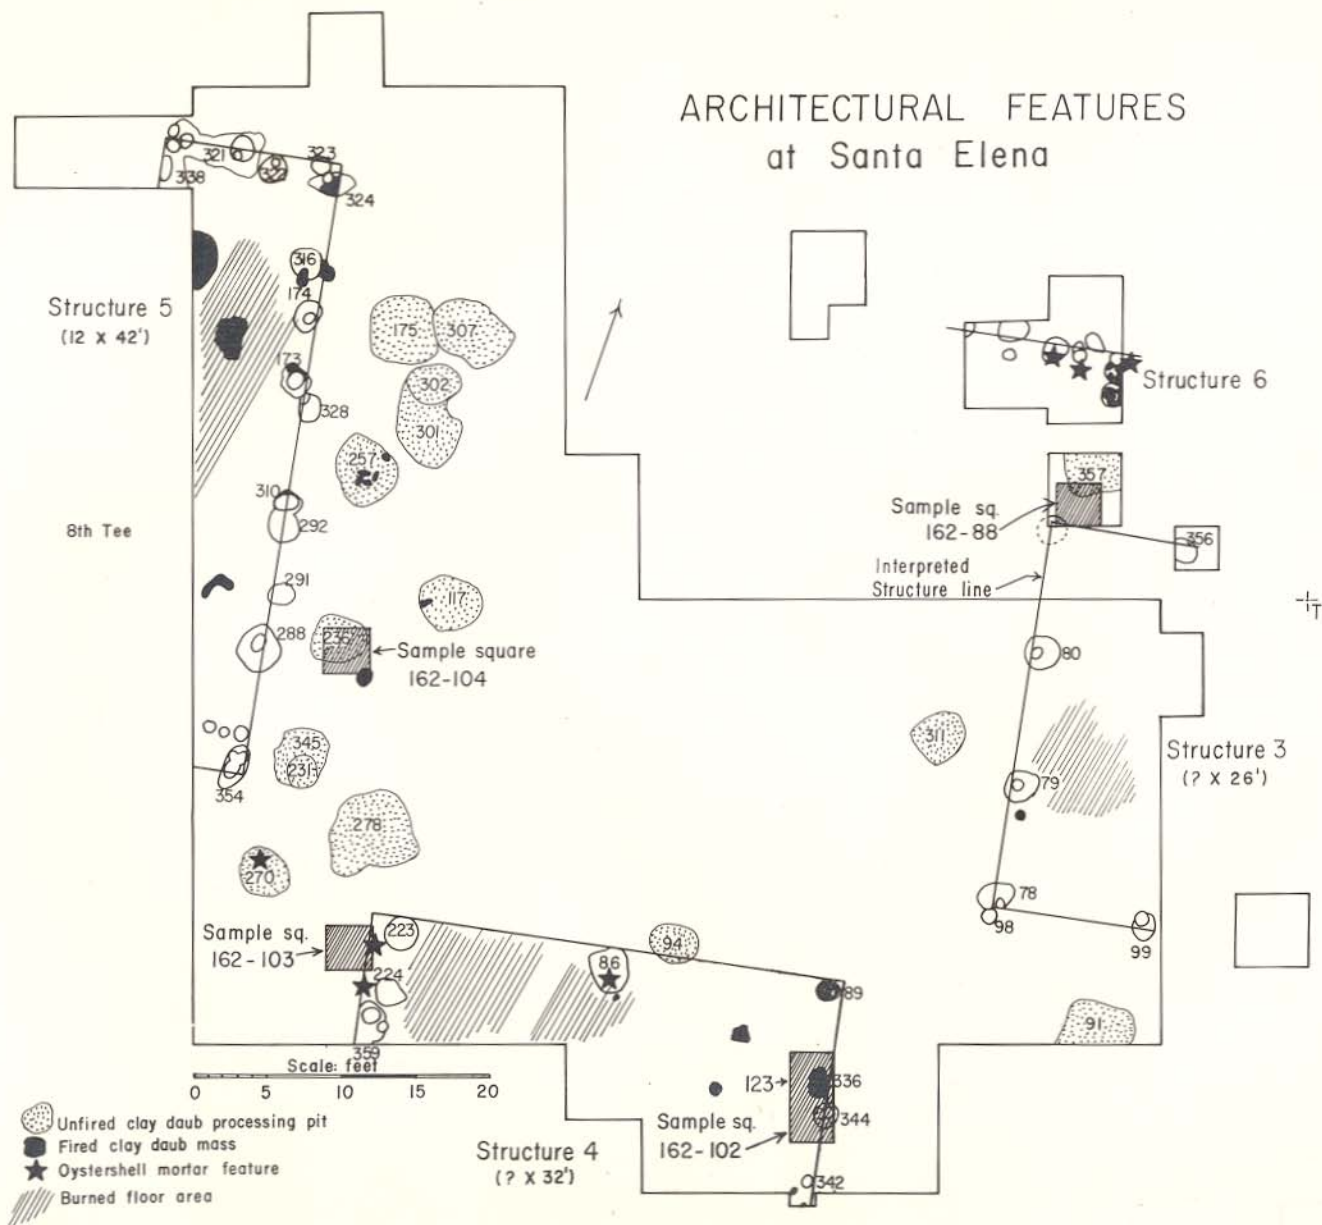 ARCHITECTURAL FEATURES
at Santa Elena
321
323
338
322
324
316
174
Structure 5
(12 X 42')
175
307
173
302
328
301
257
Structure 6
310
292
357
Sample sq.
162-88
356
8th Tee
Interpreted
Structure line
291
117
T
288
236
Sample square
162-104
80
345
231
354
311
Structure 3
(? X 26')
79
278
270
78
98
99
Sample sq.
162-103
223
94
86
224
89
91
359
Scale: feet
0 5 10 15 20
123
336
344
Sample sq.
162-102
342
Structure 4
(? X 32')
Unfired clay daub processing pit
Fired clay daub mass
Oystershell mortar feature
Burned floor area